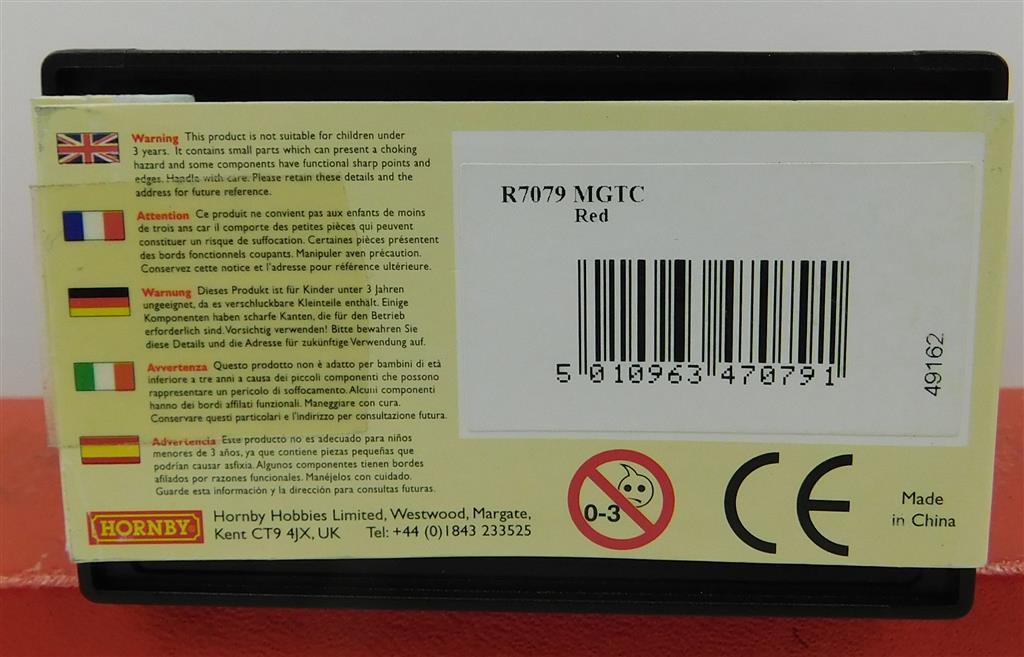 Warning This product is not suitable for children under
3 years. It contains small parts which can present a choking
hazard and some components have functional sharp points and
edges. Handle with care. Please retain these details and the
address for future reference.
Attention Ce produit ne convient pas aux enfants de moins
de trois ans car il comporte des petites pièces qui peuvent
constituer un risque de suffocation. Certaines pièces présentent
des bords fonctionnels coupants. Manipuler aven précaution.
Conservez cette notice et l'adresse pour référence ultérieure.
Warnung Dieses Produkt ist für Kinder unter 3 Jahren
ungeeignet, da es verschluckbare Kleinteile enthält. Einige
Komponenten haben scharfe Kanten, die für den Betrieb
erforderlich sind. Vorsichtig verwenden! Bitte bewahren Sie
diese Details und die Adresse für zukünftige Verwendung auf.
Avvertenza Questo prodotto non è adatto per bambini di età
inferiore a tre anni a causa dei piccoli componenti che possono
rappresentare un pericolo di soffocamento. Alcuni componenti
hanno dei bordi affilati funzionali. Maneggiare con cura.
Conservare questi particolari e l'indirizzo per consultazione futura.
Advertencia Este producto no es adecuado para niños
menores de 3 años, ya que contiene piezas pequeñas que
podrían causar asfixia. Algunos componentes tienen bordes
afilados por razones funcionales. Manéjelos con cuidado.
Guarde esta información y la dirección para consultas futuras.
HORNBY
Hornby Hobbies Limited, Westwood, Margate,
Kent CT9 4JX, UK Tel: +44 (0)1843 233525
R7079 MGTC
Red
5 010963 470791
49162
0-3
CE
Made
in China